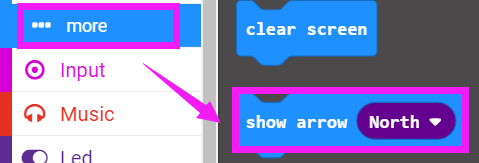 more
Input
Music
Led
clear screen
show arrow North